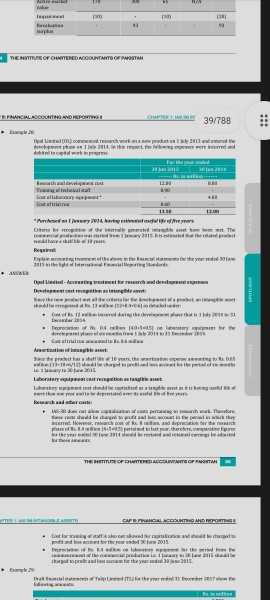 Active market 170 300 65 N/A
value
Impairment (10) - (10) (20)
Revaluation - 93 - - 93
surplus
THE INSTITUTE OF CHARTERED ACCOUNTANTS OF PAKISTAN
5: FINANCIAL ACCOUNTING AND REPORTING II CHAPTER 1: IAS 38 IN
39/788
Example 28:
Opal Limited (OL) commenced research work on a new product on 1 July 2013 and entered the
development phase on 1 July 2014. In this respect, the following expenses were incurred and
debited to capital work in progress.
For the year ended
30 Jun 2015 30 Jun 2014
------- Rs. in million -------
Research and development cost 12.00 8.00
Training of technical staff 0.90 -
Cost of laboratory equipment * - 4.00
Cost of trial run 0.60 -
13.50 12.00
* Purchased on 1 January 2014, having estimated useful life of five years.
Criteria for recognition of the internally generated intangible asset have been met. The
commercial production was started from 1 January 2015. It is estimated that the related product
would have a shelf life of 10 years.
Required:
Explain accounting treatment of the above in the financial statements for the year ended 30 June
2015 in the light of International Financial Reporting Standards.
ANSWER:
Opal Limited - Accounting treatment for research and development expenses
Development cost recognition as intangible asset:
Since the new product met all the criteria for the development of a product, an intangible asset
should be recognized at Rs. 13 million (12+0.4+0.6) as detailed under:
• Cost of Rs. 12 million incurred during the development phase that is 1 July 2014 to 31
December 2014.
• Depreciation of Rs. 0.4 million (4.0÷5×0.5) on laboratory equipment for the
development phase of six months from 1 July 2014 to 31 December 2014.
• Cost of trial run amounted to Rs. 0.6 million
Amortization of intangible asset:
Since the product has a shelf life of 10 years, the amortization expense amounting to Rs. 0.65
million (13÷10×6/12) should be charged to profit and loss account for the period of six months
i.e. 1 January to 30 June 2015.
Laboratory equipment cost recognition as tangible asset:
Laboratory equipment cost should be capitalised as a tangible asset as it is having useful life of
more than one year and to be depreciated over its useful life of five years.
Research and other costs:
• IAS-38 does not allow capitalisation of costs pertaining to research work. Therefore,
these costs should be charged to profit and loss account in the period in which they
incurred. However, research cost of Rs. 8 million and depreciation for the research
phase of Rs. 0.4 million (4÷5×0.5) pertained to last year, therefore, comparative figures
for the year ended 30 June 2014 should be restated and retained earnings be adjusted
for these amounts.
SPOTLIGHT
THE INSTITUTE OF CHARTERED ACCOUNTANTS OF PAKISTAN
PTER 1: IAS 38 INTANGIBLE ASSETS CAF 5: FINANCIAL ACCOUNTING AND REPORTING II
• Cost for training of staff is also not allowed for capitalization and should be charged to
profit and loss account for the year ended 30 June 2015.
• Depreciation of Rs. 0.4 million on laboratory equipment for the period from the
commencement of the commercial production i.e. 1 January to 30 June 2015 should be
charged to profit and loss account for the year ended 30 June 2015.
Example 29:
Draft financial statements of Tulip Limited (TL) for the year ended 31 December 2017 show the
following amounts:
Rs. in million